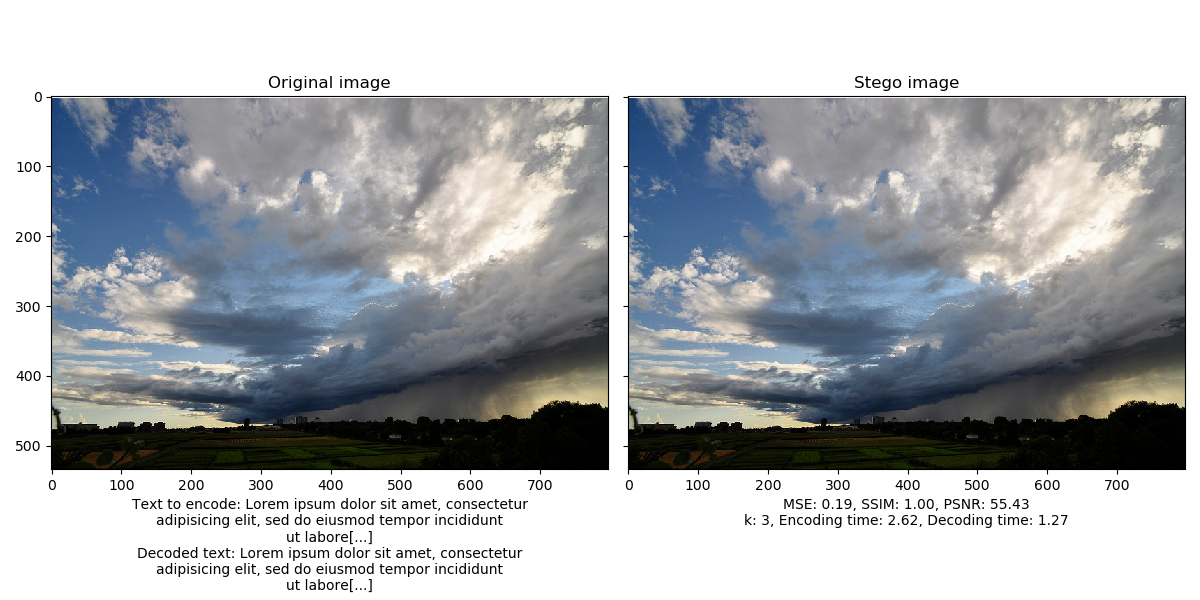 Original image
Stego image
0
100
200
300
400
500
0 100 200 300 400 500 600 700
0 100 200 300 400 500 600 700
Text to encode: Lorem ipsum dolor sit amet, consectetur
adipisicing elit, sed do eiusmod tempor incididunt
ut labore[...]
Decoded text: Lorem ipsum dolor sit amet, consectetur
adipisicing elit, sed do eiusmod tempor incididunt
ut labore[...]
MSE: 0.19, SSIM: 1.00, PSNR: 55.43
k: 3, Encoding time: 2.62, Decoding time: 1.27